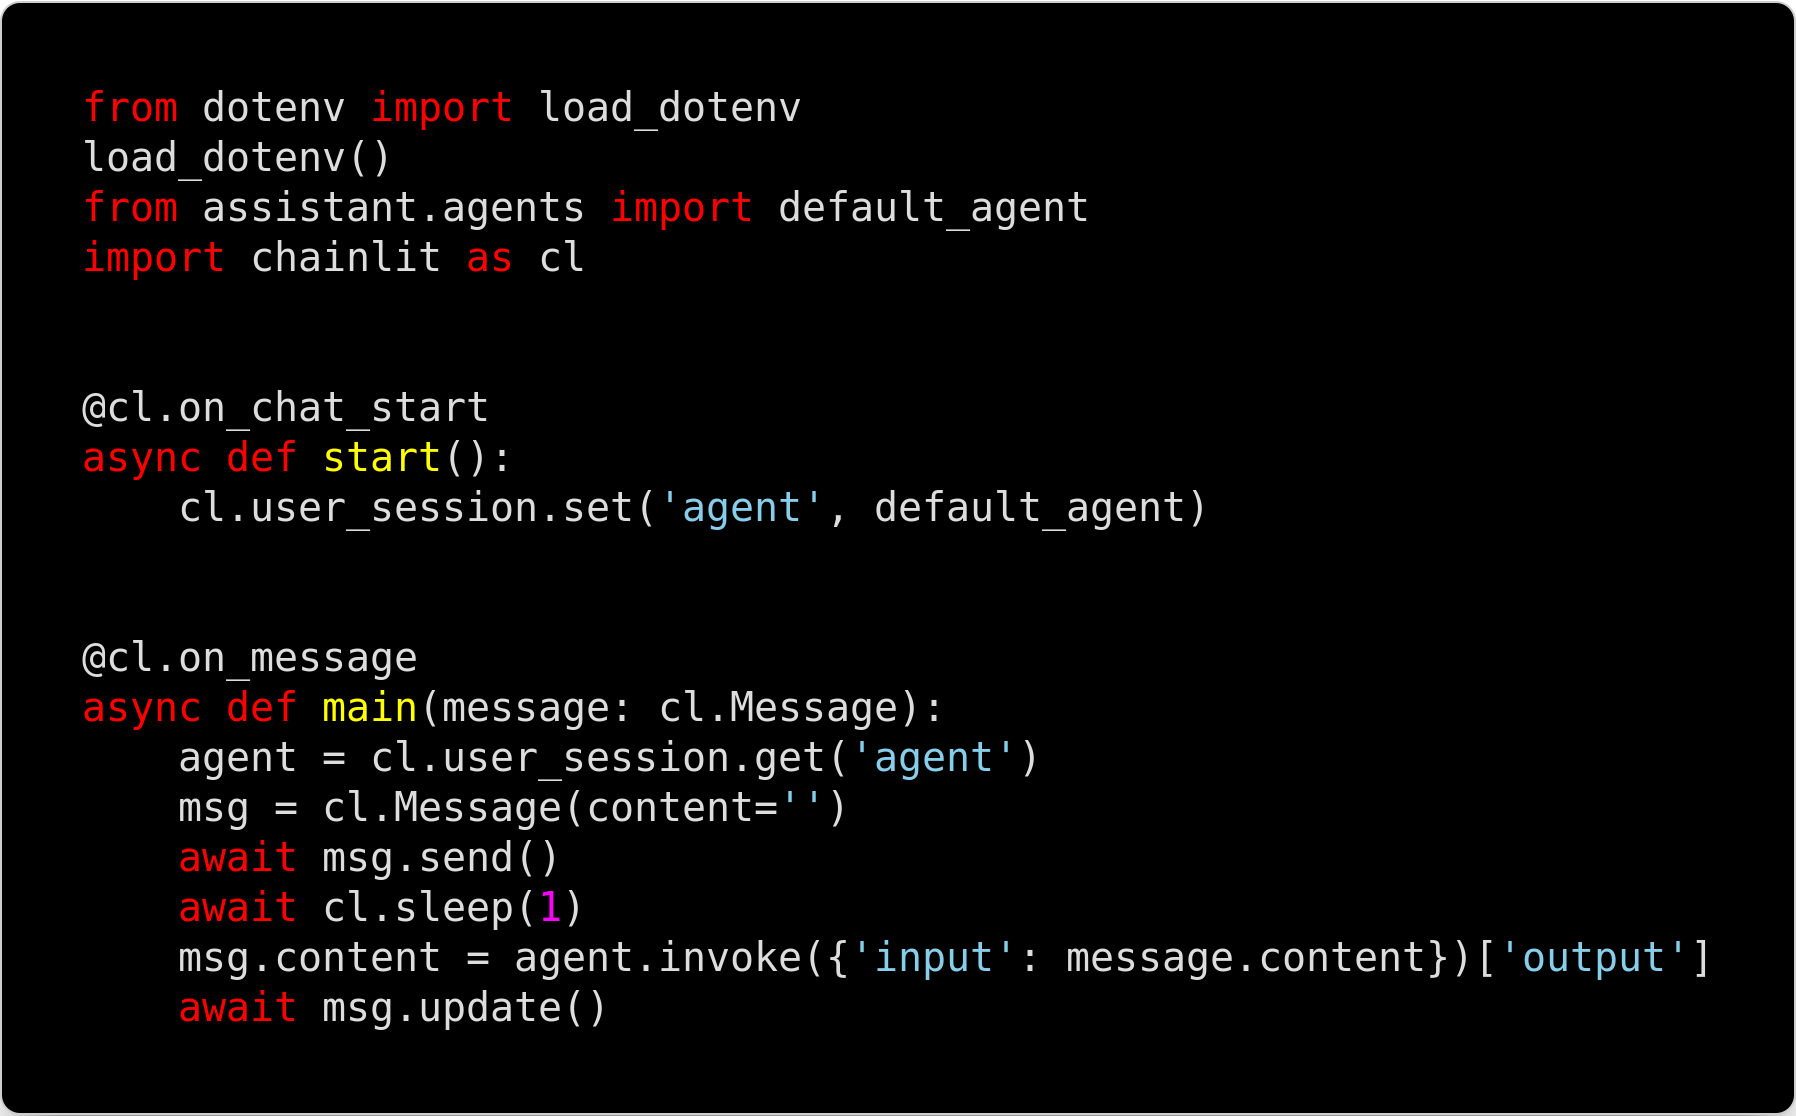 from dotenv import load_dotenv
load_dotenv()
from assistant.agents import default_agent
import chainlit as cl


@cl.on_chat_start
async def start():
    cl.user_session.set('agent', default_agent)


@cl.on_message
async def main(message: cl.Message):
    agent = cl.user_session.get('agent')
    msg = cl.Message(content='')
    await msg.send()
    await cl.sleep(1)
    msg.content = agent.invoke({'input': message.content})['output']
    await msg.update()